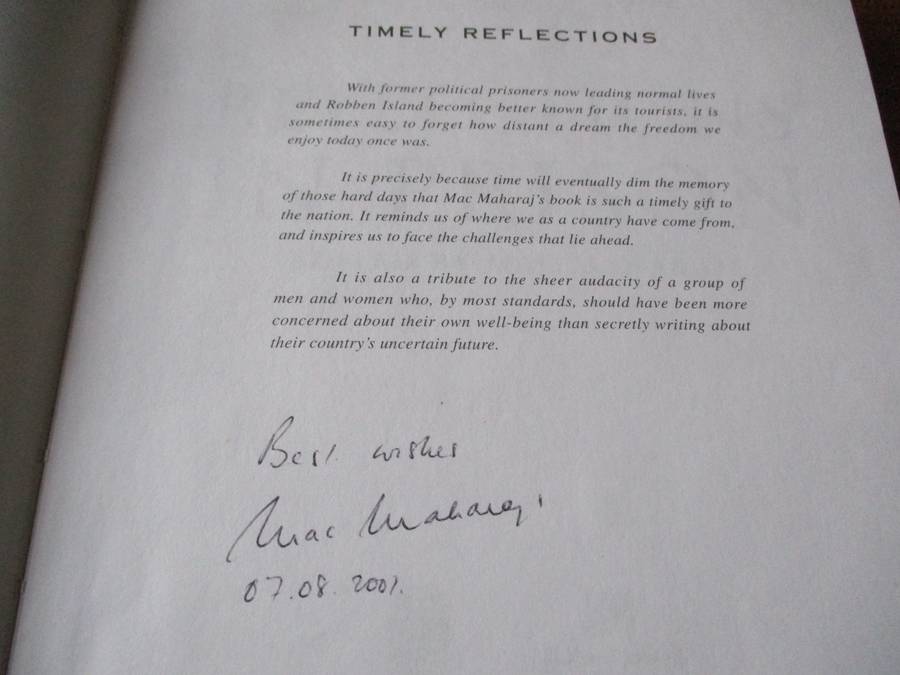 TIMELY REFLECTIONS
With former political prisoners now leading normal lives
and Robben Island becoming better known for its tourists, it is
sometimes easy to forget how distant a dream the freedom we
enjoy today once was.
It is precisely because time will eventually dim the memory
of those hard days that Mac Maharaj's book is such a timely gift to
the nation. It reminds us of where we as a country have come from,
and inspires us to face the challenges that lie ahead.
It is also a tribute to the sheer audacity of a group of
men and women who, by most standards, should have been more
concerned about their own well-being than secretly writing about
their country's uncertain future.
Best wishes
Mac Maharaj
07.08.2001.